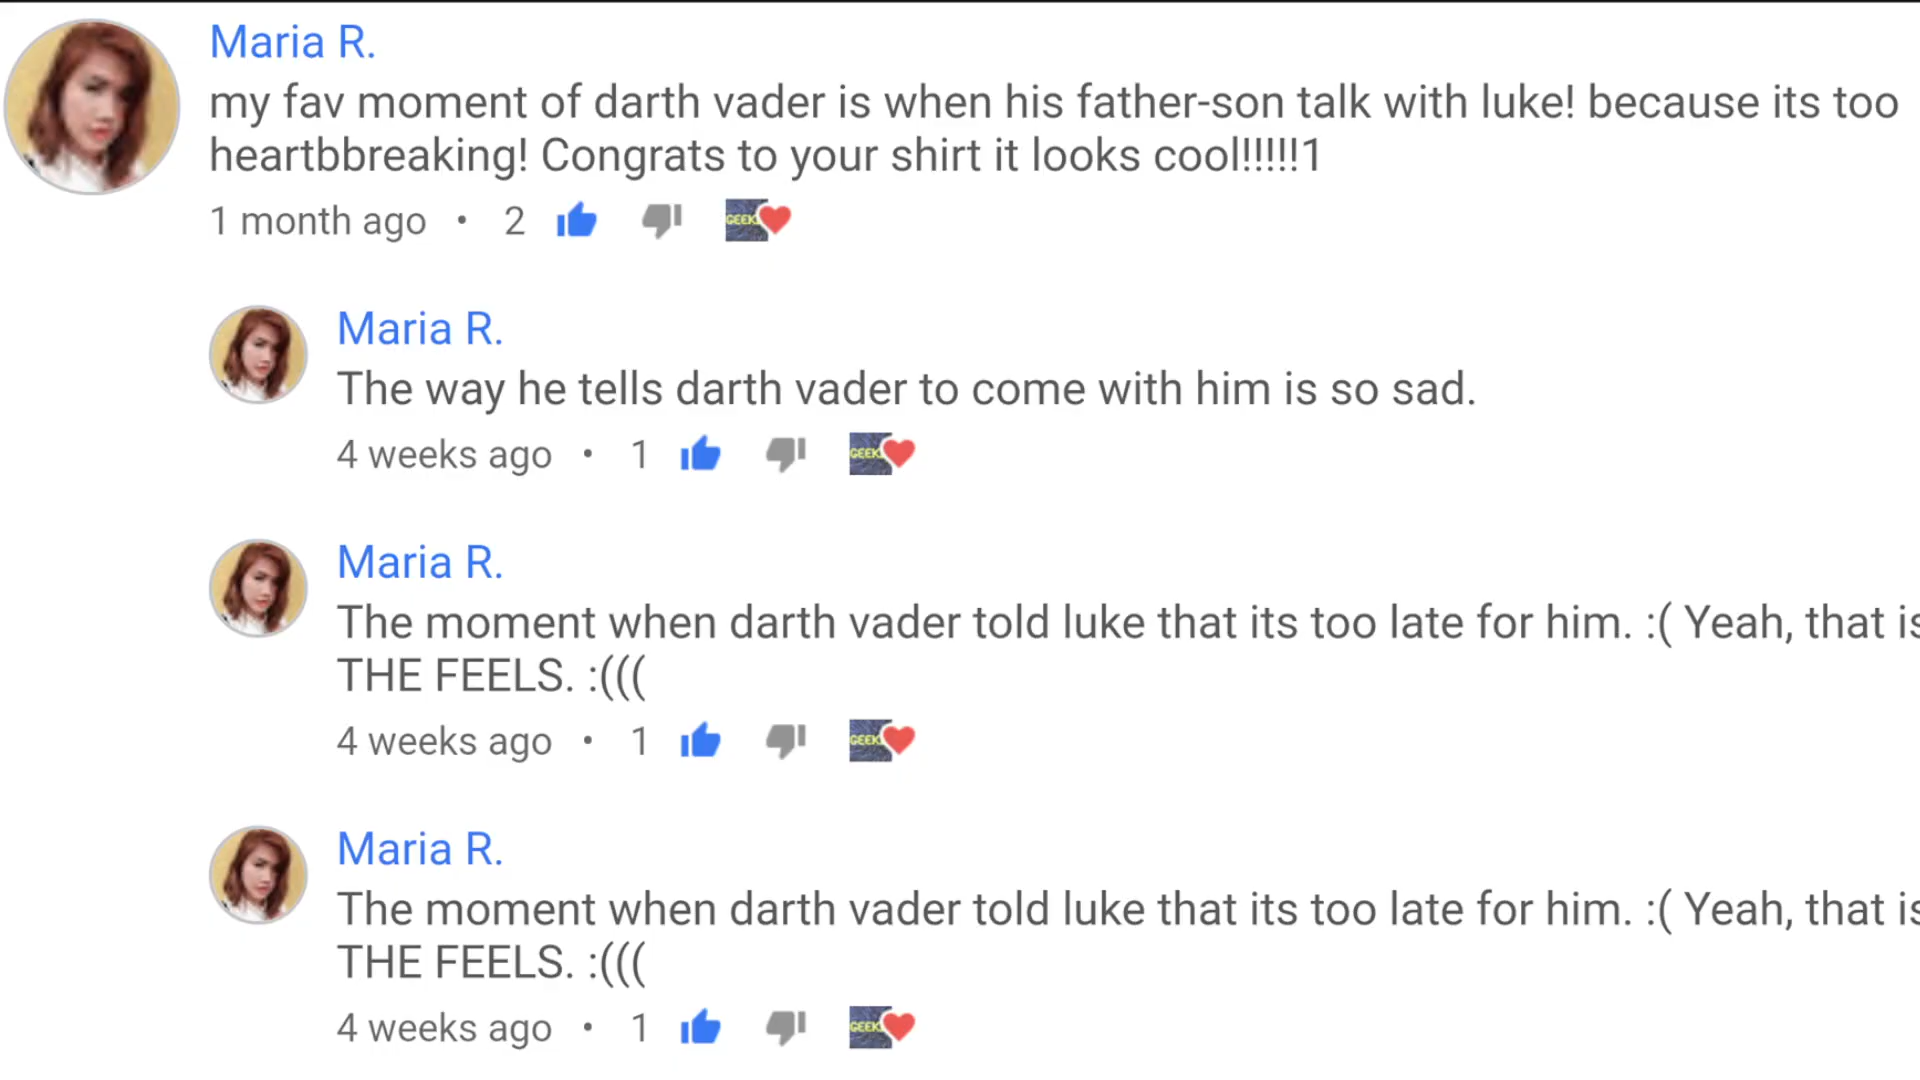 Maria R.
my fav moment of darth vader is when his father-son talk with luke! because its too
heartbbreaking! Congrats to your shirt it looks cool!!!!!1
1 month ago • 2
GEEK
Maria R.
The way he tells darth vader to come with him is so sad.
4 weeks ago • 1
GEEK
Maria R.
The moment when darth vader told luke that its too late for him. :( Yeah, that is
THE FEELS. :(((
4 weeks ago • 1
GEEK
Maria R.
The moment when darth vader told luke that its too late for him. :( Yeah, that is
THE FEELS. :(((
4 weeks ago • 1
GEEK